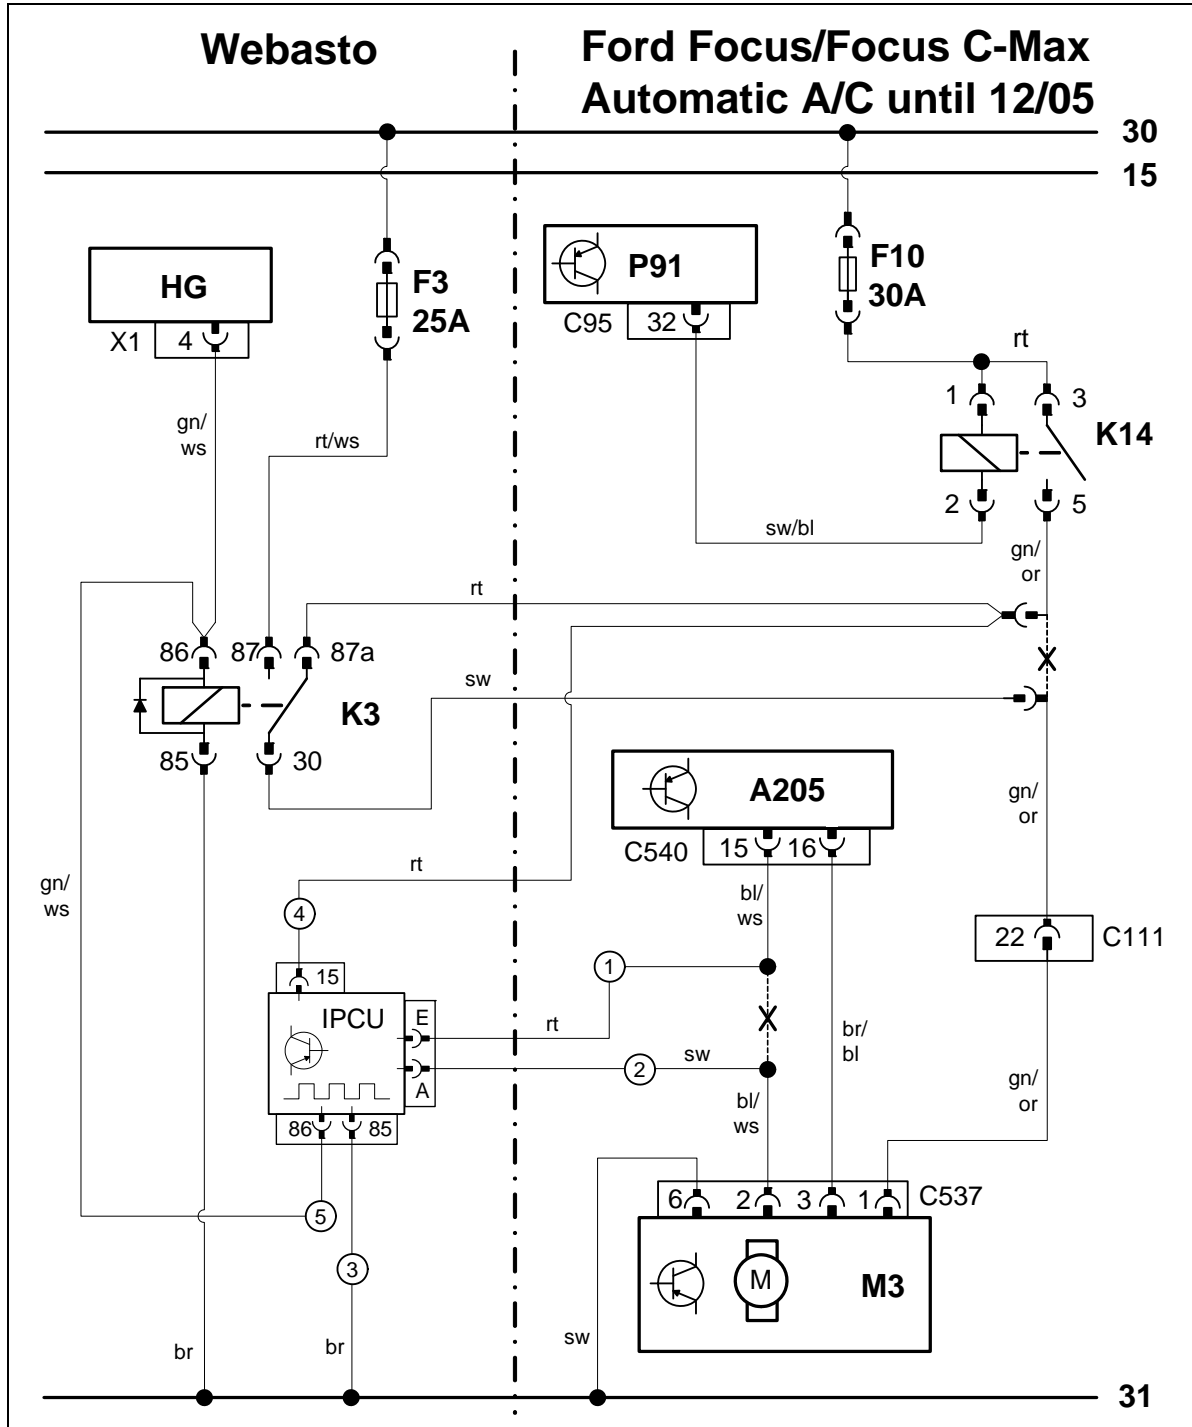 Webasto
Ford Focus/Focus C-Max
Automatic A/C until 12/05
30
15
HG
X1
4
F3
25A
P91
C95
32
F10
30A
rt
1
3
K14
2
5
gn/
ws
rt/ws
sw/bl
gn/
or
rt
86
87
87a
sw
K3
85
30
A205
C540
15
16
gn/
or
rt
gn/
ws
bl/
ws
4
22
C111
1
15
IPCU
E
rt
br/
bl
sw
2
A
bl/
ws
gn/
or
86
85
6
2
3
1
C537
5
3
M
M3
br
br
sw
31